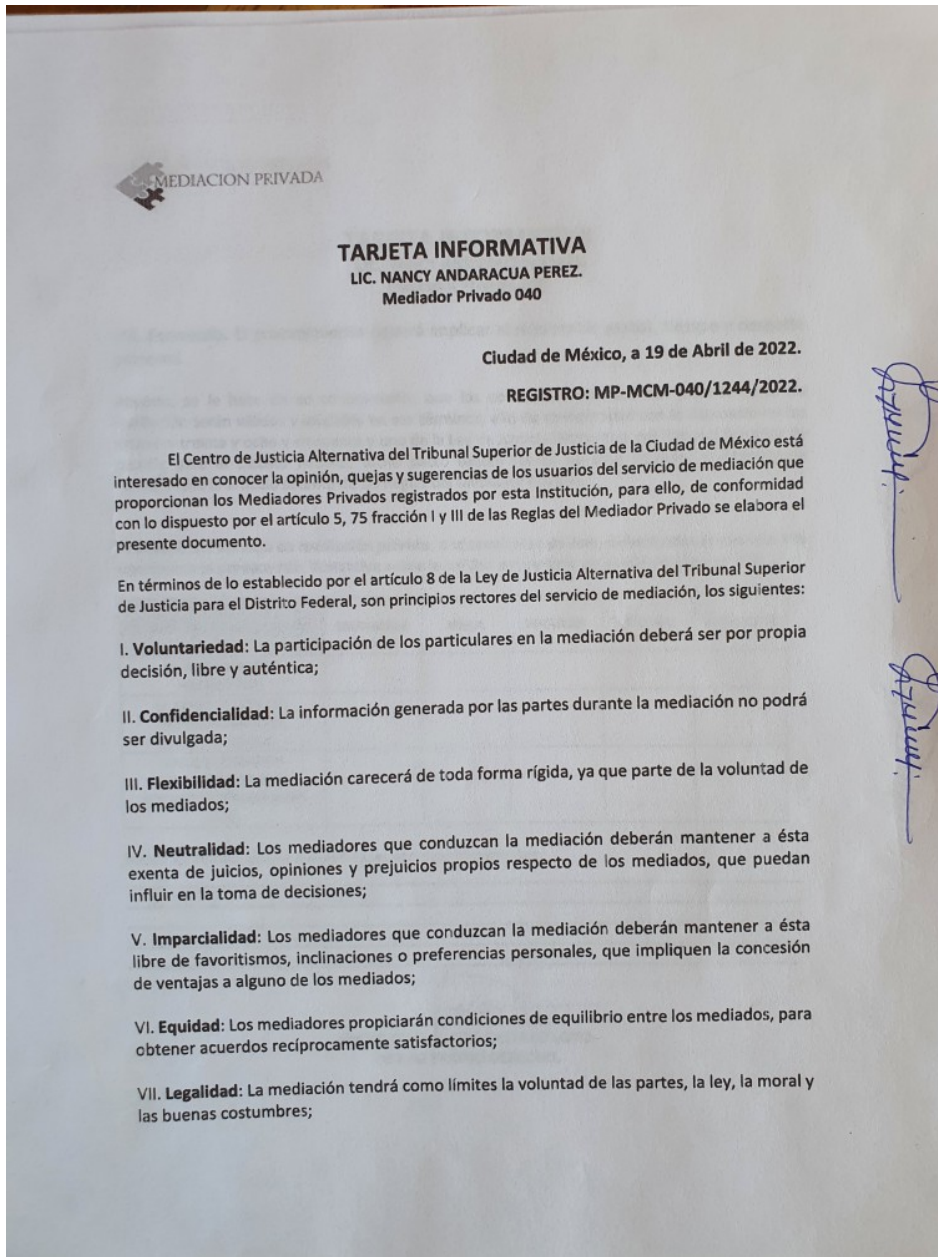 MEDIACION PRIVADA
TARJETA INFORMATIVA
LIC. NANCY ANDARACUA PEREZ.
Mediador Privado 040
Ciudad de México, a 19 de Abril de 2022.
REGISTRO: MP-MCM-040/1244/2022.
El Centro de Justicia Alternativa del Tribunal Superior de Justicia de la Ciudad de México está
interesado en conocer la opinión, quejas y sugerencias de los usuarios del servicio de mediación que
proporcionan los Mediadores Privados registrados por esta Institución, para ello, de conformidad
con lo dispuesto por el artículo 5, 75 fracción I y III de las Reglas del Mediador Privado se elabora el
presente documento.
En términos de lo establecido por el artículo 8 de la Ley de Justicia Alternativa del Tribunal Superior
de Justicia para el Distrito Federal, son principios rectores del servicio de mediación, los siguientes:
I. Voluntariedad: La participación de los particulares en la mediación deberá ser por propia
decisión, libre y auténtica;
II. Confidencialidad: La información generada por las partes durante la mediación no podrá
ser divulgada;
III. Flexibilidad: La mediación carecerá de toda forma rígida, ya que parte de la voluntad de
los mediados;
IV. Neutralidad: Los mediadores que conduzcan la mediación deberán mantener a ésta
exenta de juicios, opiniones y prejuicios propios respecto de los mediados, que puedan
influir en la toma de decisiones;
V. Imparcialidad: Los mediadores que conduzcan la mediación deberán mantener a ésta
libre de favoritismos, inclinaciones o preferencias personales, que impliquen la concesión
de ventajas a alguno de los mediados;
VI. Equidad: Los mediadores propiciarán condiciones de equilibrio entre los mediados, para
obtener acuerdos recíprocamente satisfactorios;
VII. Legalidad: La mediación tendrá como límites la voluntad de las partes, la ley, la moral y
las buenas costumbres;